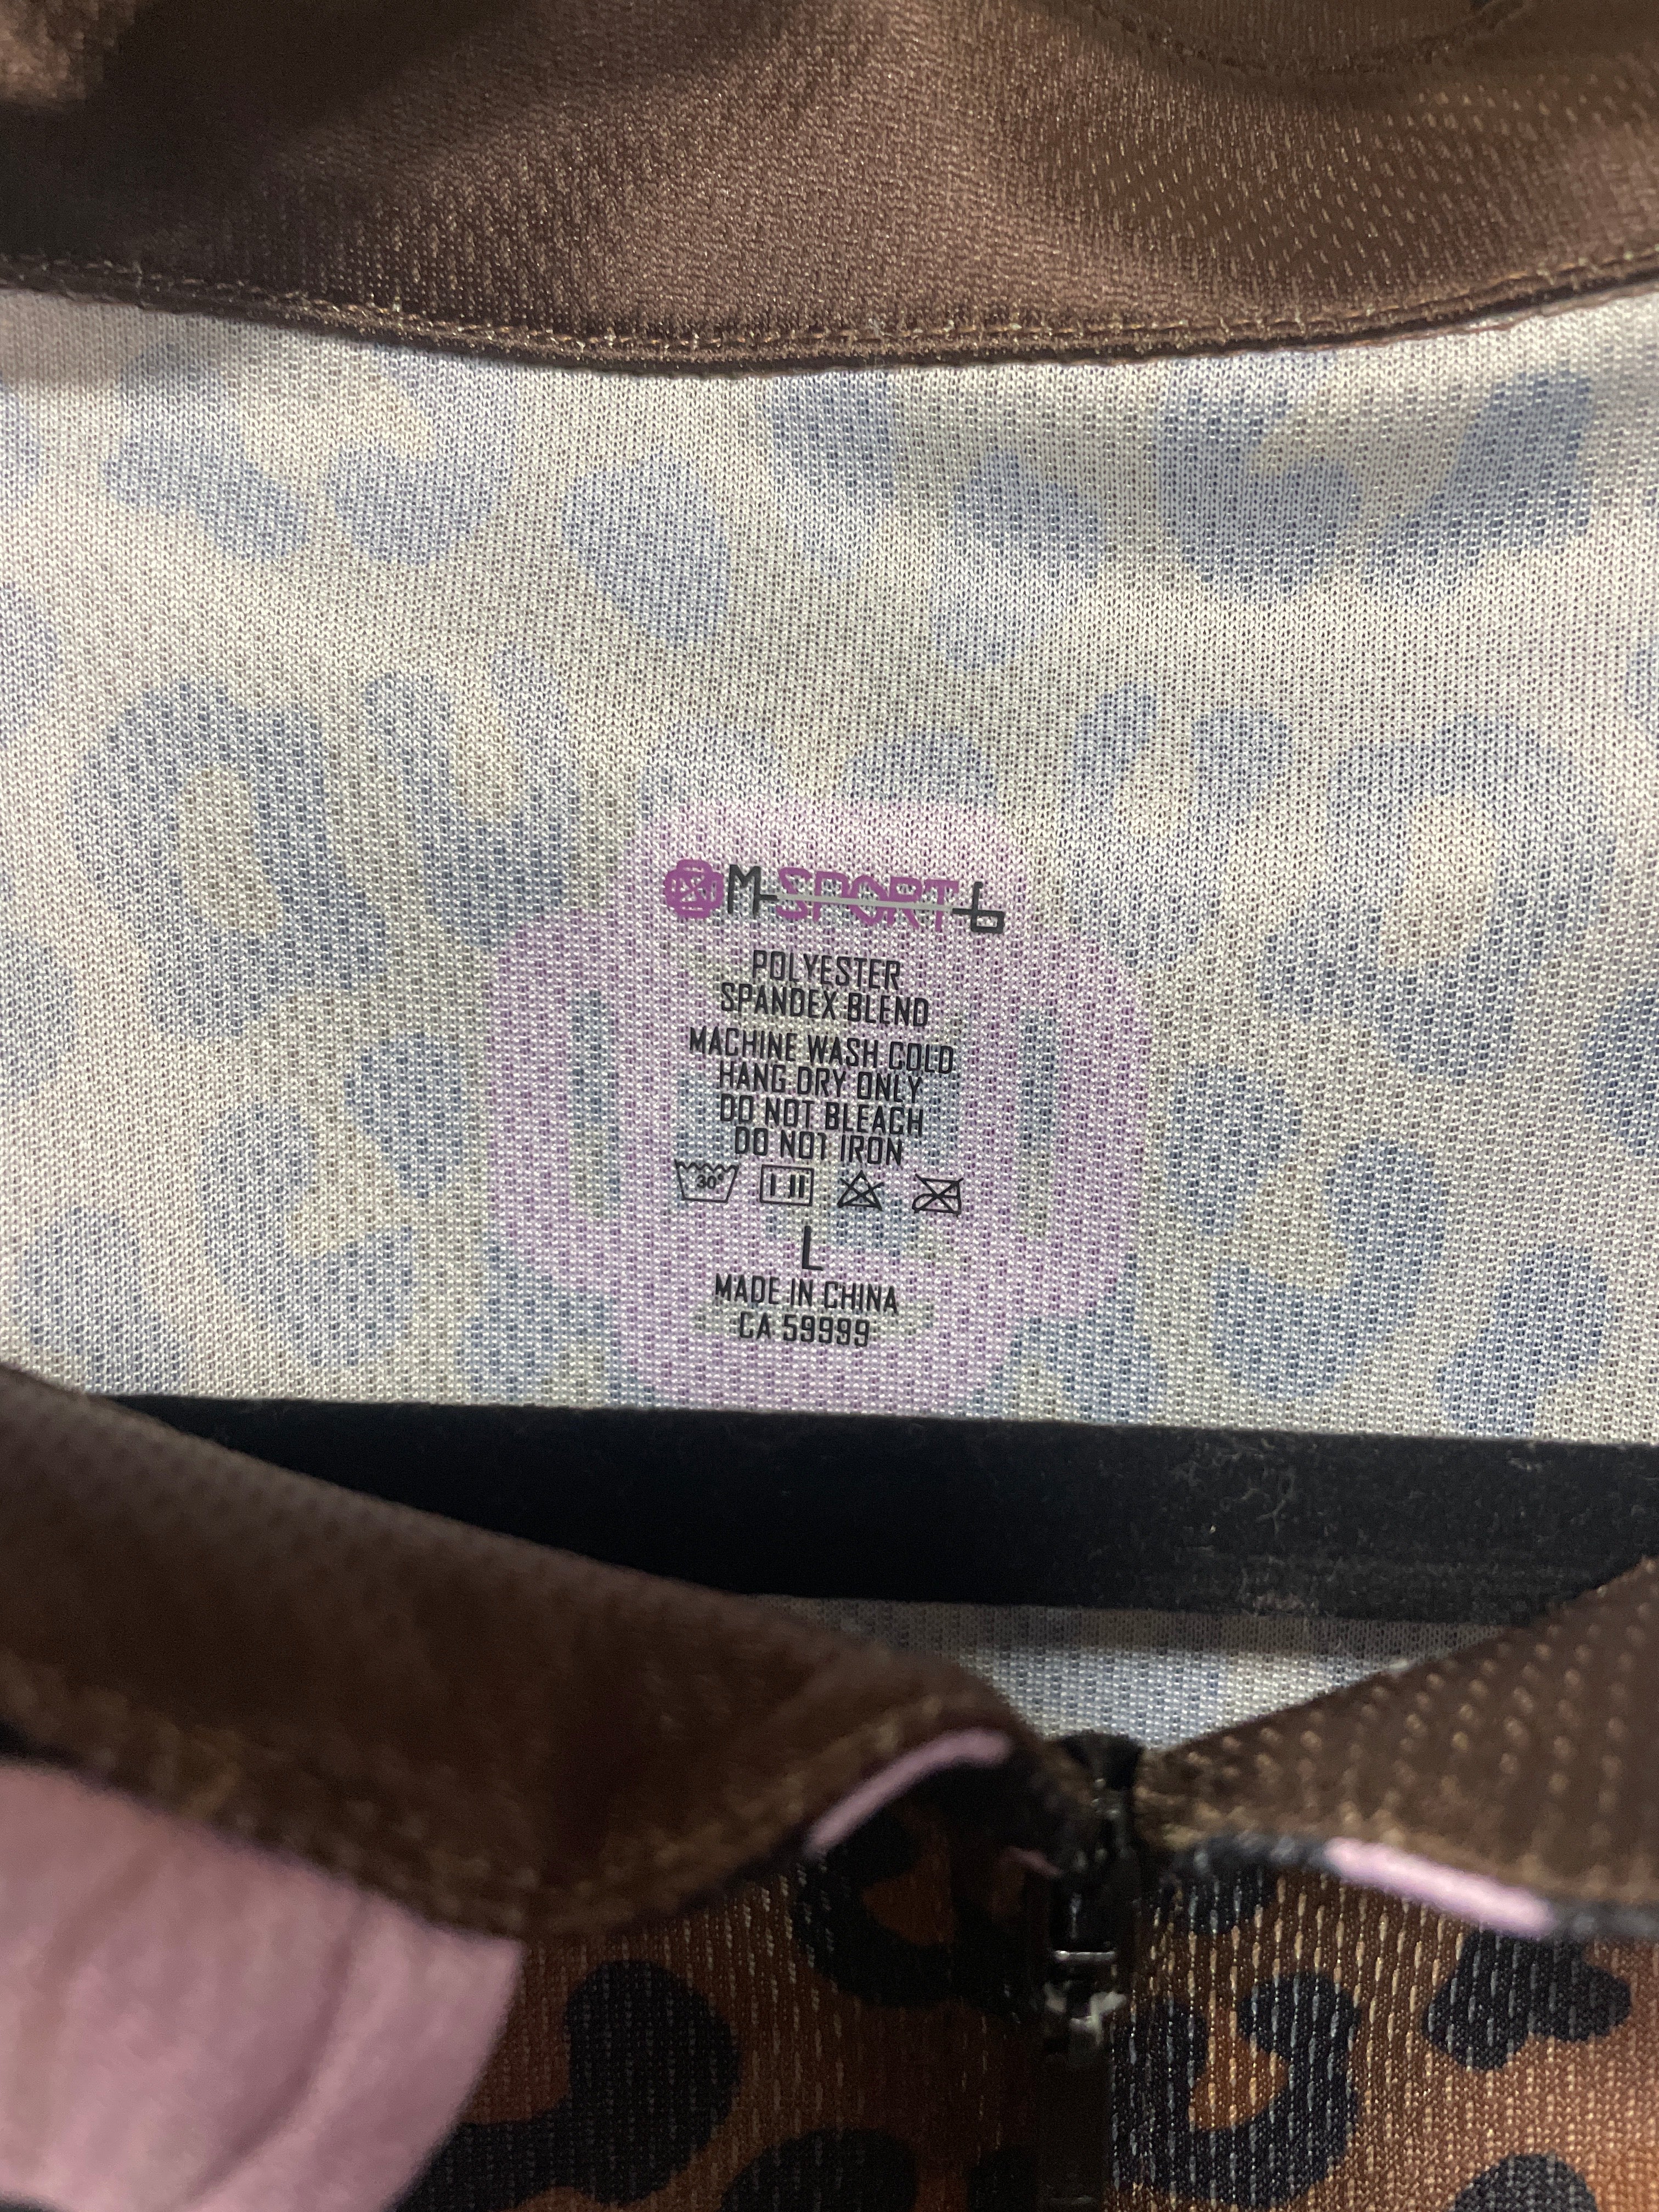 M-SPORT-6
POLYESTER
SPANDEX BLEND
MACHINE WASH COLD
HANG DRY ONLY
DO NOT BLEACH
DO NOT IRON
30°
L
MADE IN CHINA
CA 59999